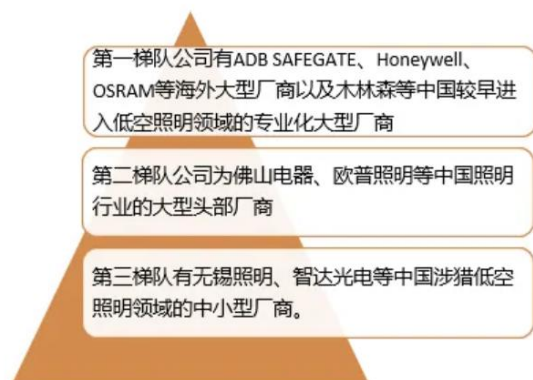 第一梯队公司有ADB SAFEGATE、Honeywell、
OSRAM等海外大型厂商以及木林森等中国较早进
入低空照明领域的专业化大型厂商
第二梯队公司为佛山电器、欧普照明等中国照明
行业的大型头部厂商
第三梯队有无锡照明、智达光电等中国涉猎低空
照明领域的中小型厂商。